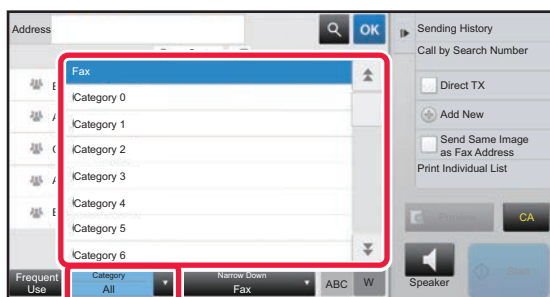 Address
OK
Sending History
Call by Search Number
Direct TX
Add New
Send Same Image
as Fax Address
Print Individual List
Fax
Category 0
Category 1
Category 2
Category 3
Category 4
Category 5
Category 6
CA
Frequent
Use
Category
All
Narrow Down
Fax
ABC
W
Speaker
Start